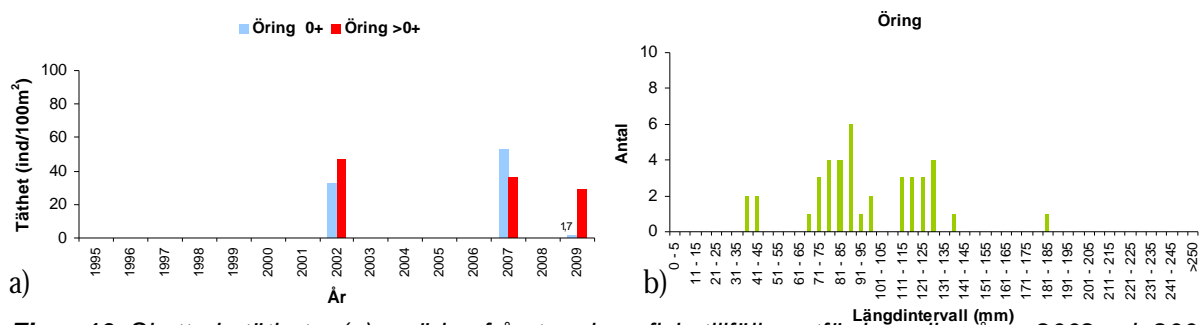 Öring 0+ Öring >0+
Täthet (ind/100m²)
100
80
60
40
20
0
1,7
1995 1996 1997 1998 1999 2000 2001 2002 2003 2004 2005 2006 2007 2008 2009
År
a)
Öring
Antal
10
8
6
4
2
0
0 - 5 11 - 15 21 - 25 31 - 35 41 - 45 51 - 55 61 - 65 71 - 75 81 - 85 91 - 95 101 - 105 111 - 115 121 - 125 131 - 135 141 - 145 151 - 155 161 - 165 171 - 175 181 - 185 191 - 195 201 - 205 211 - 215 221 - 225 231 - 235 241 - 245 >250
Längdintervall (mm)
b)